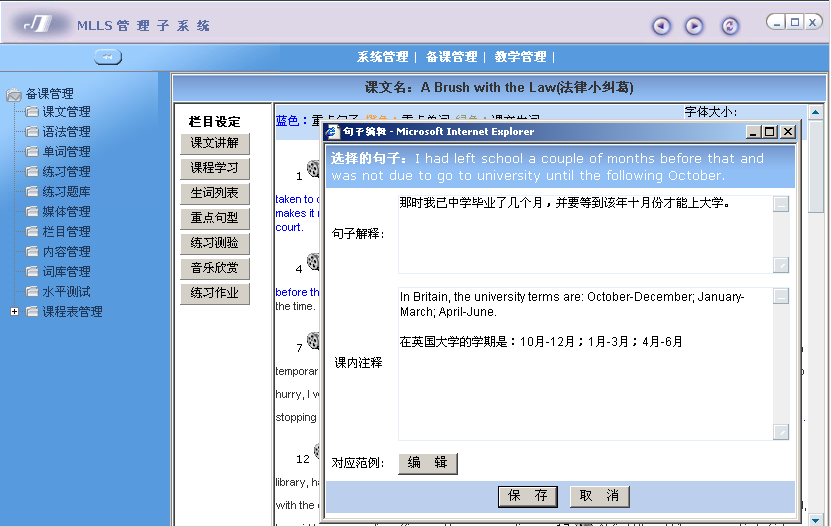 MLLS 管 理 子 系 统
系统管理 | 备课管理 | 教学管理 |
备课管理
课文管理
语法管理
单词管理
练习管理
练习题库
媒体管理
栏目管理
内容管理
词库管理
水平测试
课程表管理
课文名：A Brush with the Law(法律小纠葛)
栏目设定
课文讲解
课程学习
生词列表
重点句型
练习测验
音乐欣赏
练习作业
蓝色：重点句子 橙色：重点单词 绿色：课文生词
字体大小：
1
taken to
makes it
court.
4
before th
the time.
7
temporar
hurry, I v
stopping
12
library, ha
with the
句子编辑 - Microsoft Internet Explorer
选择的句子：I had left school a couple of months before that and
was not due to go to university until the following October.
句子解释：
那时我已中学毕业了几个月，并要等到该年十月份才能上大学。
课内注释
In Britain, the university terms are: October-December; January-
March; April-June.
在英国大学的学期是：10月-12月；1月-3月；4月-6月
对应范例：
编 辑
保 存 取 消